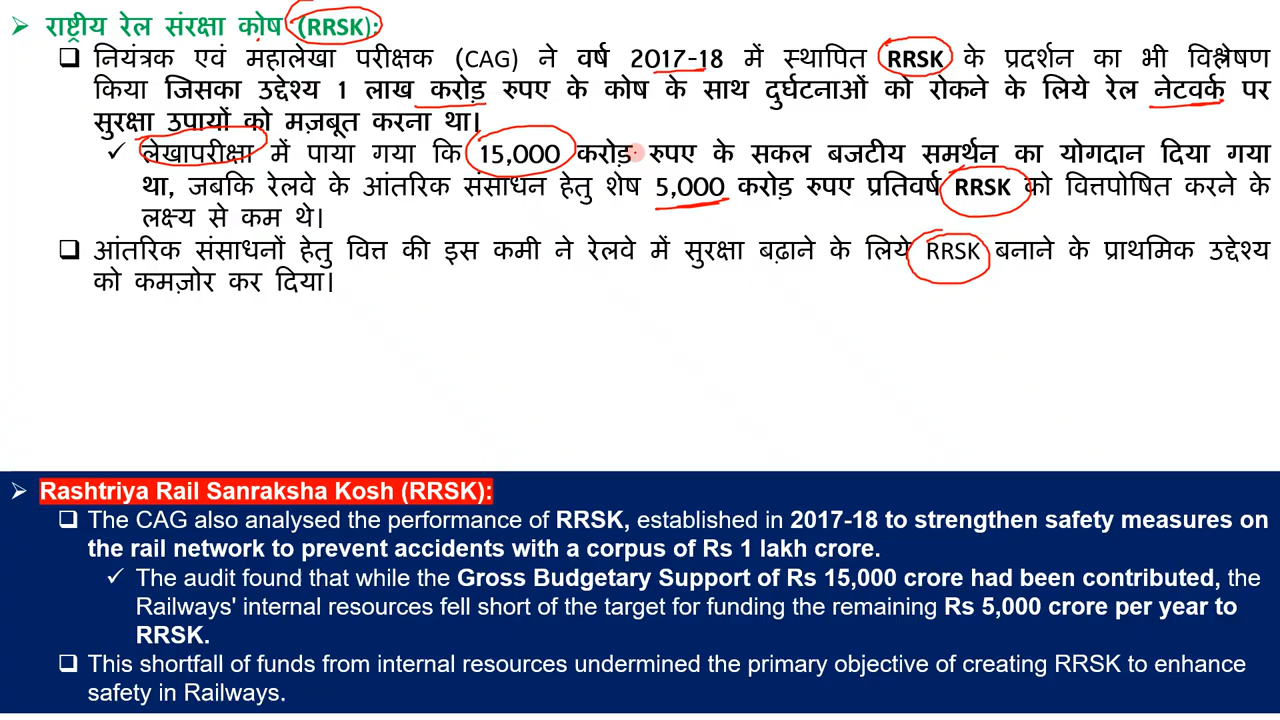 ➢ राष्ट्रीय रेल संरक्षा कोष (RRSK):
❑ नियंत्रक एवं महालेखा परीक्षक (CAG) ने वर्ष 2017-18 में स्थापित RRSK के प्रदर्शन का भी विश्लेषण
किया जिसका उद्देश्य 1 लाख करोड़ रुपए के कोष के साथ दुर्घटनाओं को रोकने के लिये रेल नेटवर्क पर
सुरक्षा उपायों को मज़बूत करना था।
✓ लेखापरीक्षा में पाया गया कि 15,000 करोड़ रुपए के सकल बजटीय समर्थन का योगदान दिया गया
था, जबकि रेलवे के आंतरिक संसाधन हेतु शेष 5,000 करोड़ रुपए प्रतिवर्ष RRSK को वित्तपोषित करने के
लक्ष्य से कम थे।
❑ आंतरिक संसाधनों हेतु वित्त की इस कमी ने रेलवे में सुरक्षा बढ़ाने के लिये RRSK बनाने के प्राथमिक उद्देश्य
को कमज़ोर कर दिया।
➢ Rashtriya Rail Sanraksha Kosh (RRSK):
❑ The CAG also analysed the performance of RRSK, established in 2017-18 to strengthen safety measures on
the rail network to prevent accidents with a corpus of Rs 1 lakh crore.
✓ The audit found that while the Gross Budgetary Support of Rs 15,000 crore had been contributed, the
Railways' internal resources fell short of the target for funding the remaining Rs 5,000 crore per year to
RRSK.
❑ This shortfall of funds from internal resources undermined the primary objective of creating RRSK to enhance
safety in Railways.